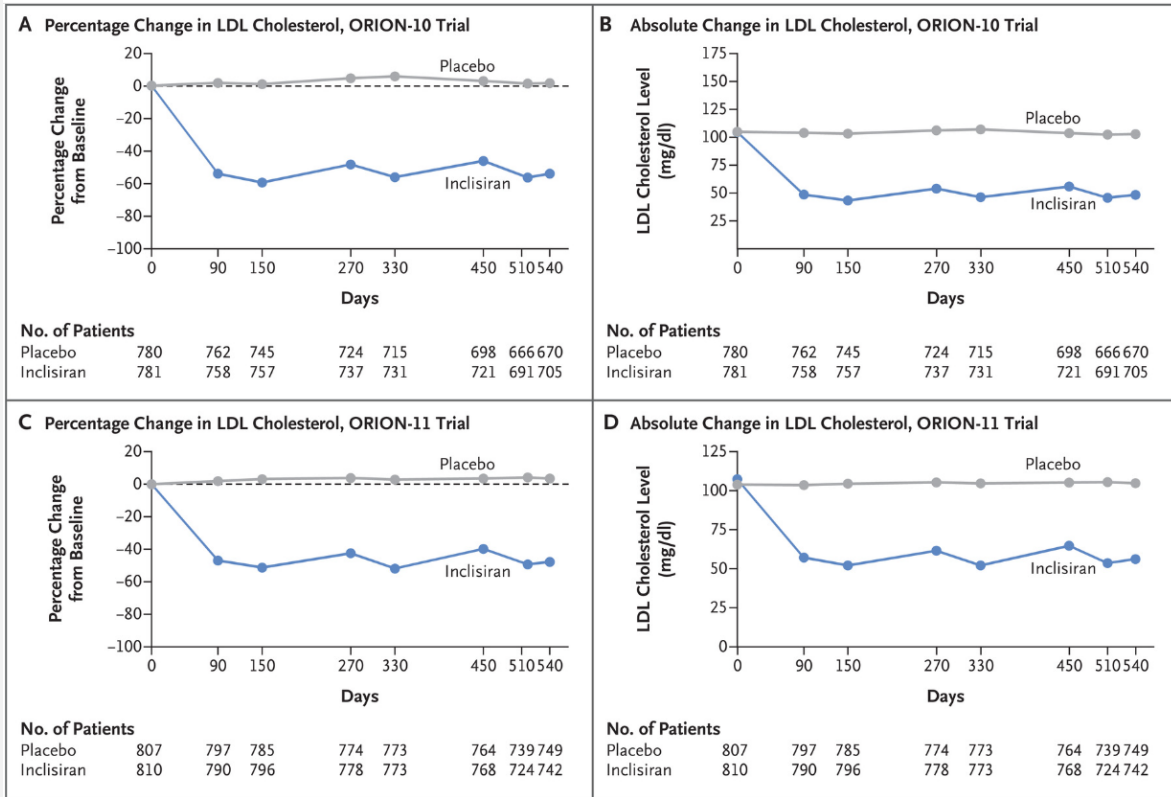 A Percentage Change in LDL Cholesterol, ORION-10 Trial
Percentage Change
from Baseline
20
0
−20
−40
−60
−80
−100
Placebo
Inclisiran
0 90 150 270 330 450 510 540
Days
No. of Patients
Placebo 780 762 745 724 715 698 666 670
Inclisiran 781 758 757 737 731 721 691 705
B Absolute Change in LDL Cholesterol, ORION-10 Trial
LDL Cholesterol Level
(mg/dl)
175
150
125
100
75
50
25
Placebo
Inclisiran
0 90 150 270 330 450 510 540
Days
No. of Patients
Placebo 780 762 745 724 715 698 666 670
Inclisiran 781 758 757 737 731 721 691 705
C Percentage Change in LDL Cholesterol, ORION-11 Trial
Percentage Change
from Baseline
20
0
−20
−40
−60
−80
−100
Placebo
Inclisiran
0 90 150 270 330 450 510 540
Days
No. of Patients
Placebo 807 797 785 774 773 764 739 749
Inclisiran 810 790 796 778 773 768 724 742
D Absolute Change in LDL Cholesterol, ORION-11 Trial
LDL Cholesterol Level
(mg/dl)
125
100
75
50
25
0
Placebo
Inclisiran
0 90 150 270 330 450 510 540
Days
No. of Patients
Placebo 807 797 785 774 773 764 739 749
Inclisiran 810 790 796 778 773 768 724 742